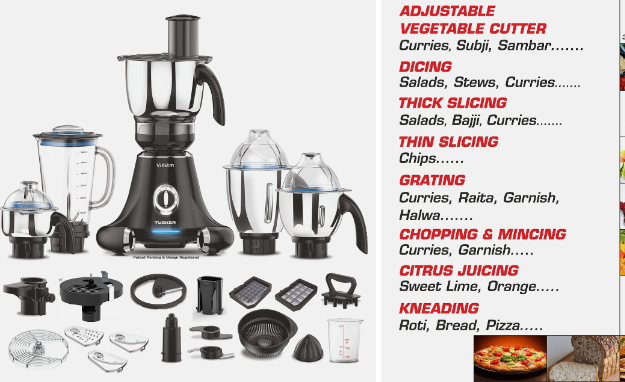 Vidiem
TUSKER
Patent Pending & Design Registered
ADJUSTABLE
VEGETABLE CUTTER
Curries, Subji, Sambar.......
DICING
Salads, Stews, Curries.......
THICK SLICING
Salads, Bajji, Curries.......
THIN SLICING
Chips......
GRATING
Curries, Raita, Garnish,
Halwa.......
CHOPPING & MINCING
Curries, Garnish.....
CITRUS JUICING
Sweet Lime, Orange.....
KNEADING
Roti, Bread, Pizza.....